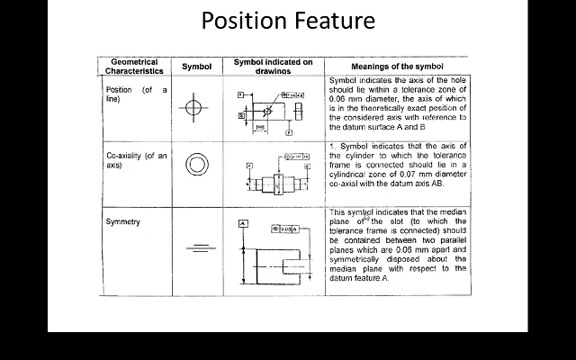 Position Feature
Geometrical
Characteristics
Symbol
Symbol indicated on
drawings
Meanings of the symbol
Position (of a
line)
Symbol indicates the axis of the hole
should lie within a tolerance zone of
0.06 mm diameter, the axis of which
is in the theoretically exact position of
the considered axis with reference to
the datum surface A and B
Co-axiality (of an
axis)
1. Symbol indicates that the axis of
the cylinder to which the tolerance
frame is connected should lie in a
cylindrical zone of 0.07 mm diameter
co-axial with the datum axis AB.
Symmetry
A
This symbol indicates that the median
plane of the slot (to which the
tolerance frame is connected) should
be contained between two parallel
planes which are 0.06 mm apart and
symmetrically disposed about the
median plane with respect to the
datum feature A.